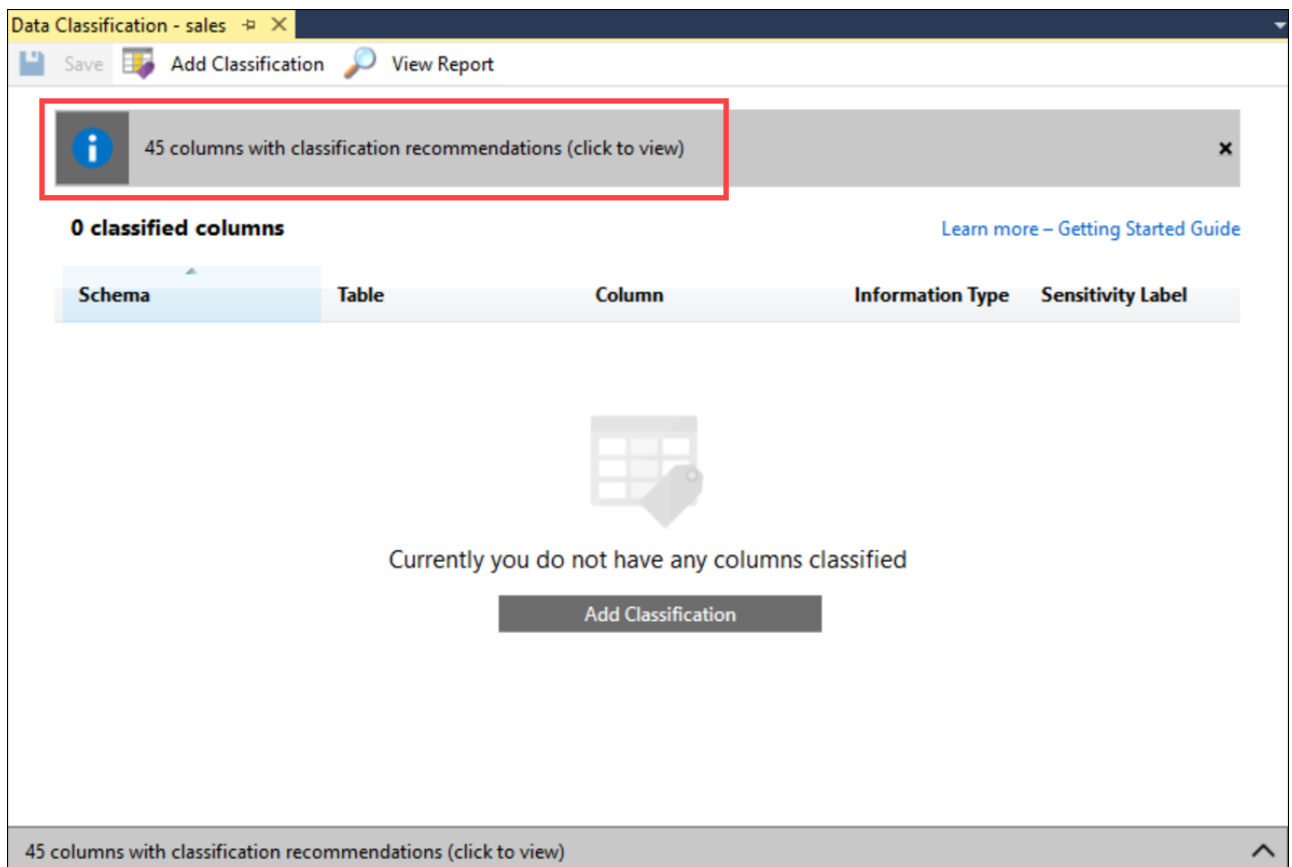 Data Classification - sales
Save Add Classification View Report
45 columns with classification recommendations (click to view)
0 classified columns Learn more – Getting Started Guide
Schema Table Column Information Type Sensitivity Label
Currently you do not have any columns classified
Add Classification
45 columns with classification recommendations (click to view)